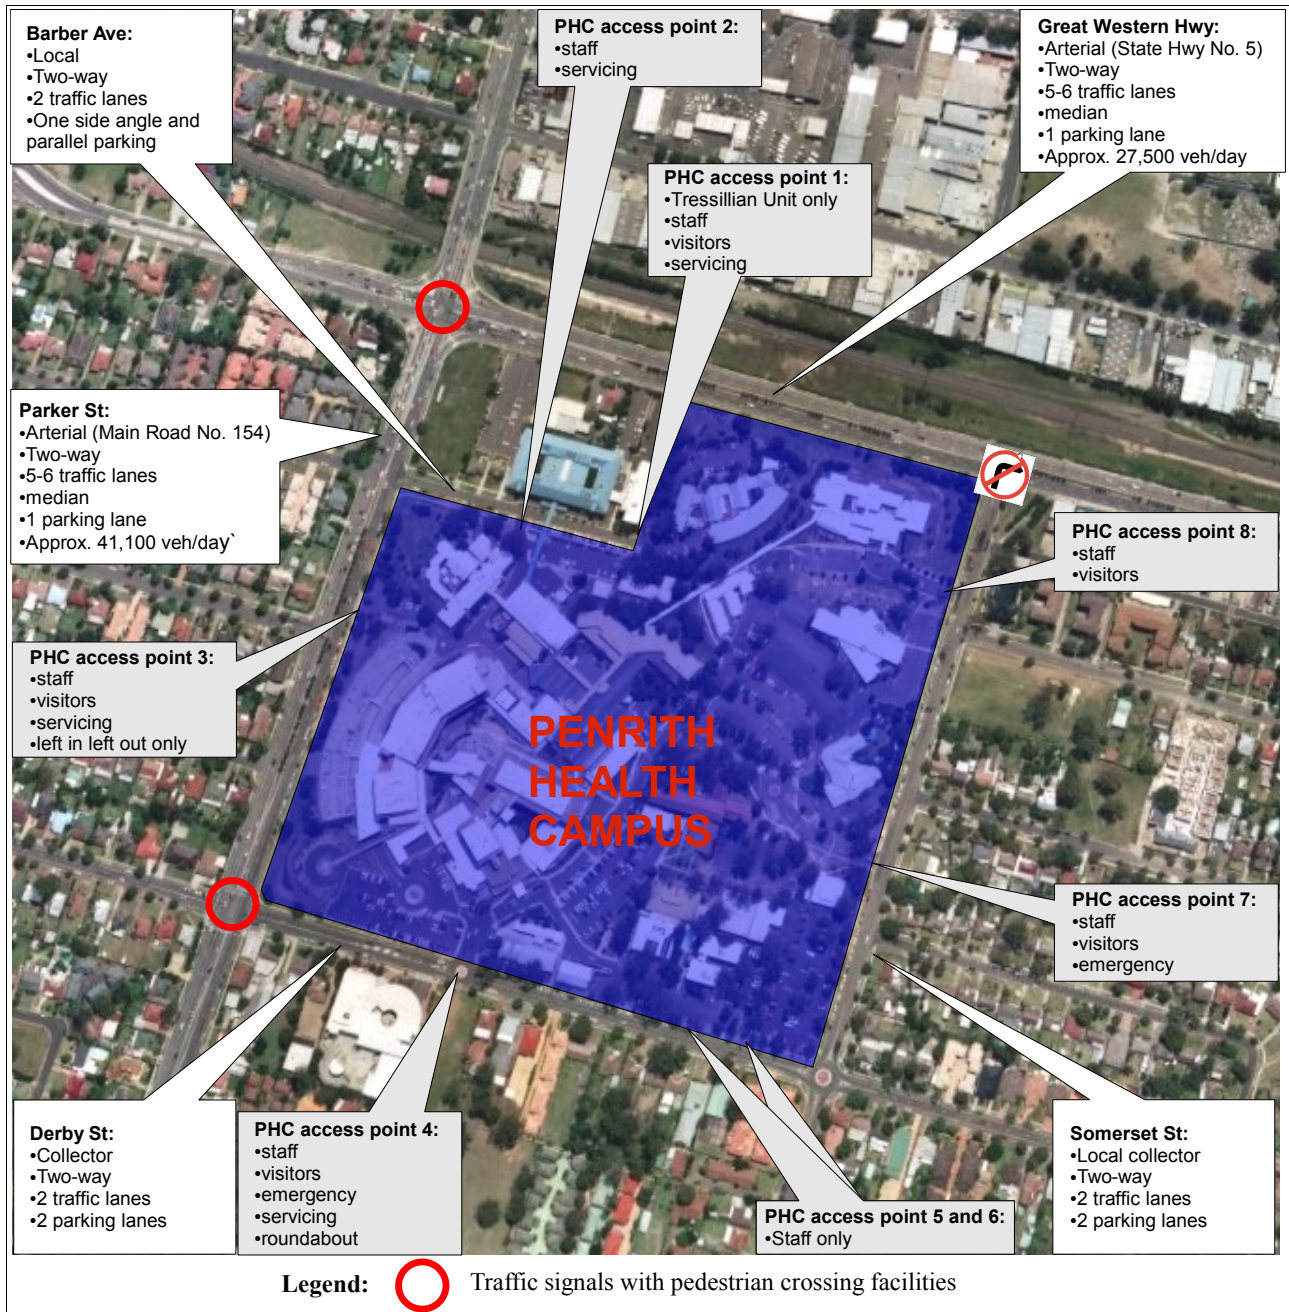 Barber Ave:
•Local
•Two-way
•2 traffic lanes
•One side angle and
parallel parking
PHC access point 2:
•staff
•servicing
Great Western Hwy:
•Arterial (State Hwy No. 5)
•Two-way
•5-6 traffic lanes
•median
•1 parking lane
•Approx. 27,500 veh/day
PHC access point 1:
•Tressillian Unit only
•staff
•visitors
•servicing
Parker St:
•Arterial (Main Road No. 154)
•Two-way
•5-6 traffic lanes
•median
•1 parking lane
•Approx. 41,100 veh/day`
PHC access point 8:
•staff
•visitors
PHC access point 3:
•staff
•visitors
•servicing
•left in left out only
PENRITH
HEALTH
CAMPUS
PHC access point 7:
•staff
•visitors
•emergency
Derby St:
•Collector
•Two-way
•2 traffic lanes
•2 parking lanes
PHC access point 4:
•staff
•visitors
•emergency
•servicing
•roundabout
PHC access point 5 and 6:
•Staff only
Somerset St:
•Local collector
•Two-way
•2 traffic lanes
•2 parking lanes
Legend:
Traffic signals with pedestrian crossing facilities